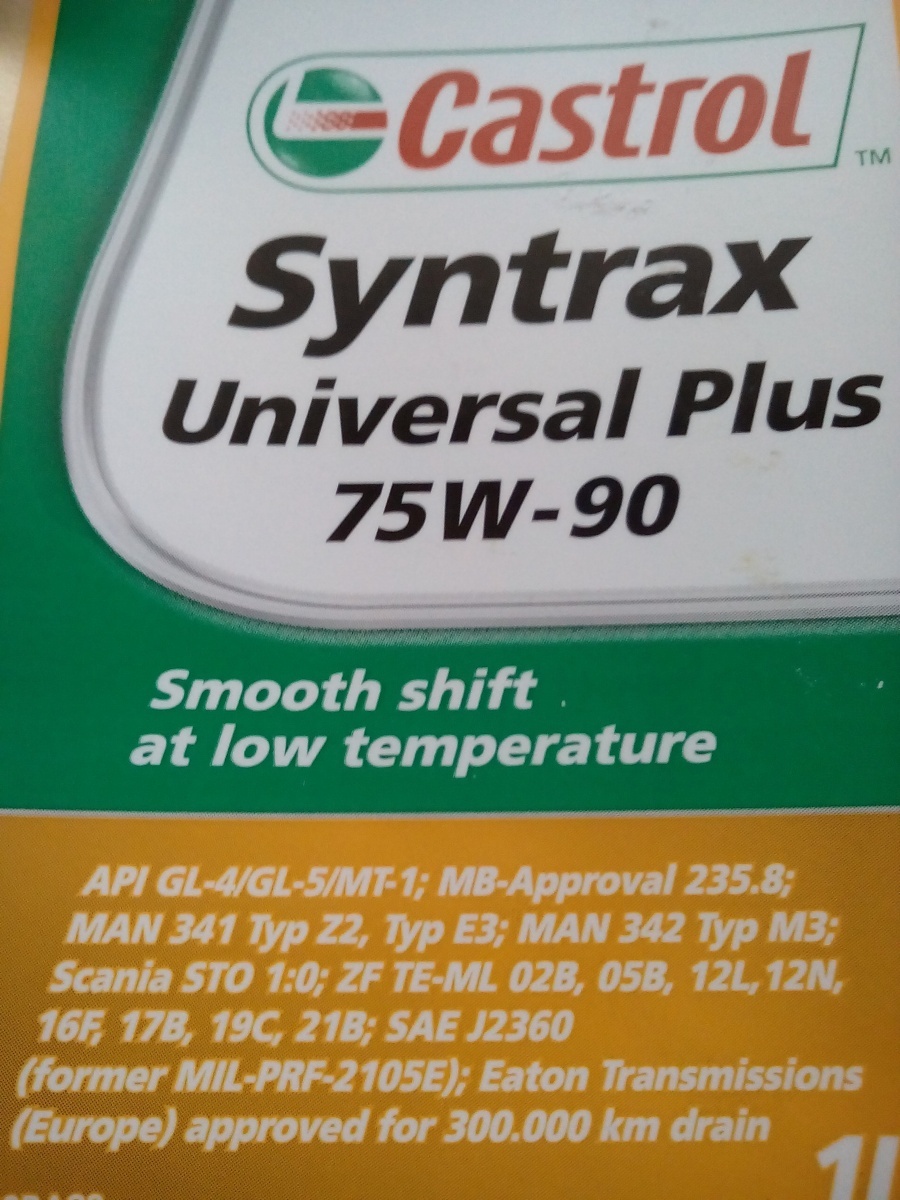 Castrol TM
Syntrax
Universal Plus
75W-90
Smooth shift
at low temperature
API GL-4/GL-5/MT-1; MB-Approval 235.8;
MAN 341 Typ Z2, Typ E3; MAN 342 Typ M3;
Scania STO 1:0; ZF TE-ML 02B, 05B, 12L,12N,
16F, 17B, 19C, 21B; SAE J2360
(former MIL-PRF-2105E); Eaton Transmissions
(Europe) approved for 300.000 km drain
1l